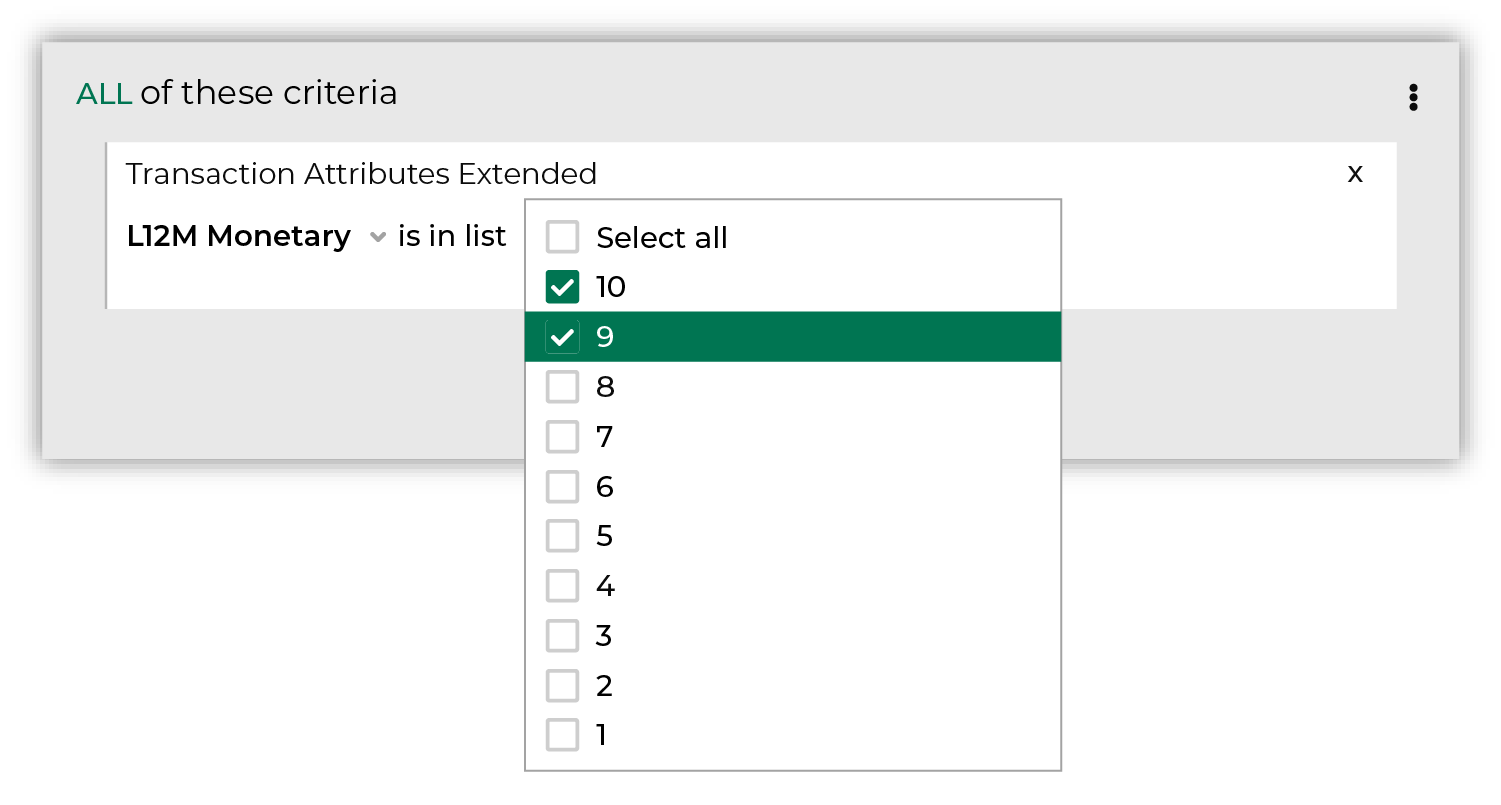 ALL of these criteria
Transaction Attributes Extended
x
L12M Monetary is in list
Select all
10
9
8
7
6
5
4
3
2
1